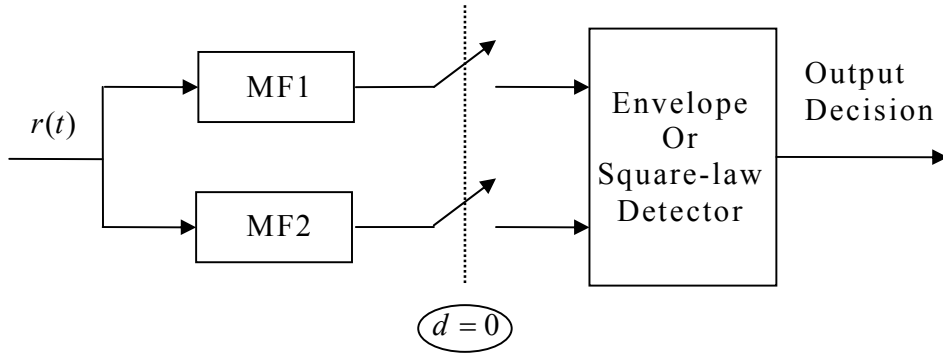 r(t)
MF1
MF2
Envelope
Or
Square-law
Detector
Output
Decision
d = 0